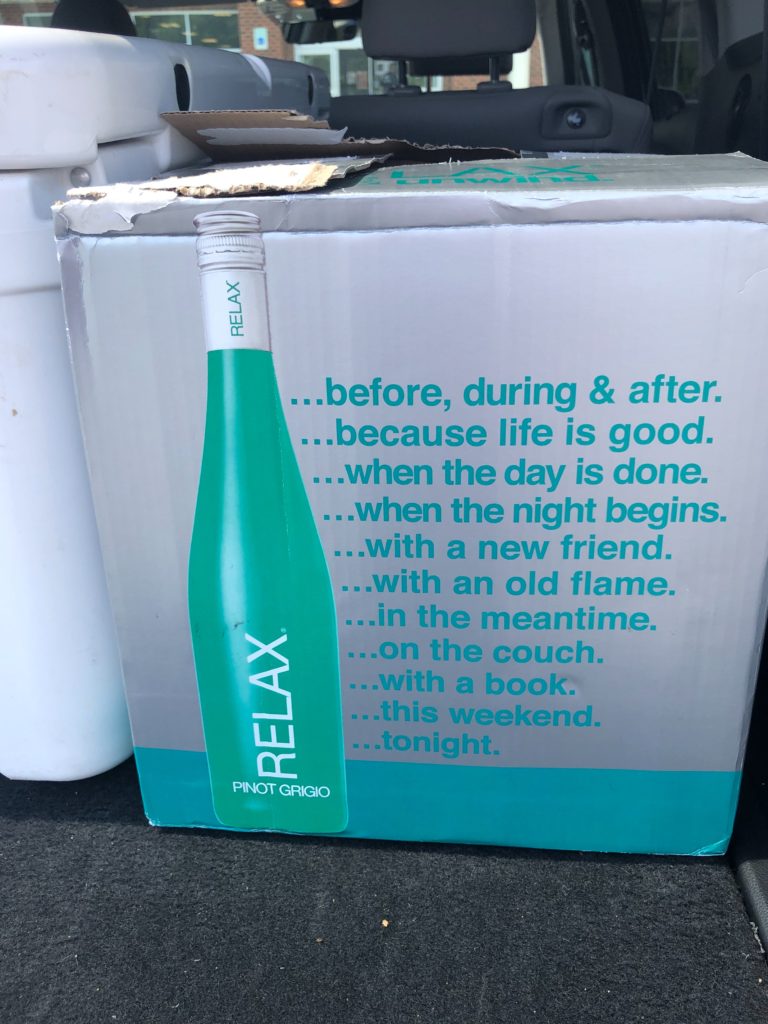 LAX
& unwind.
RELAX
...before, during & after.
...because life is good.
...when the day is done.
...when the night begins.
...with a new friend.
...with an old flame.
...in the meantime.
...on the couch.
...with a book.
...this weekend.
...tonight.
RELAX®
PINOT GRIGIO